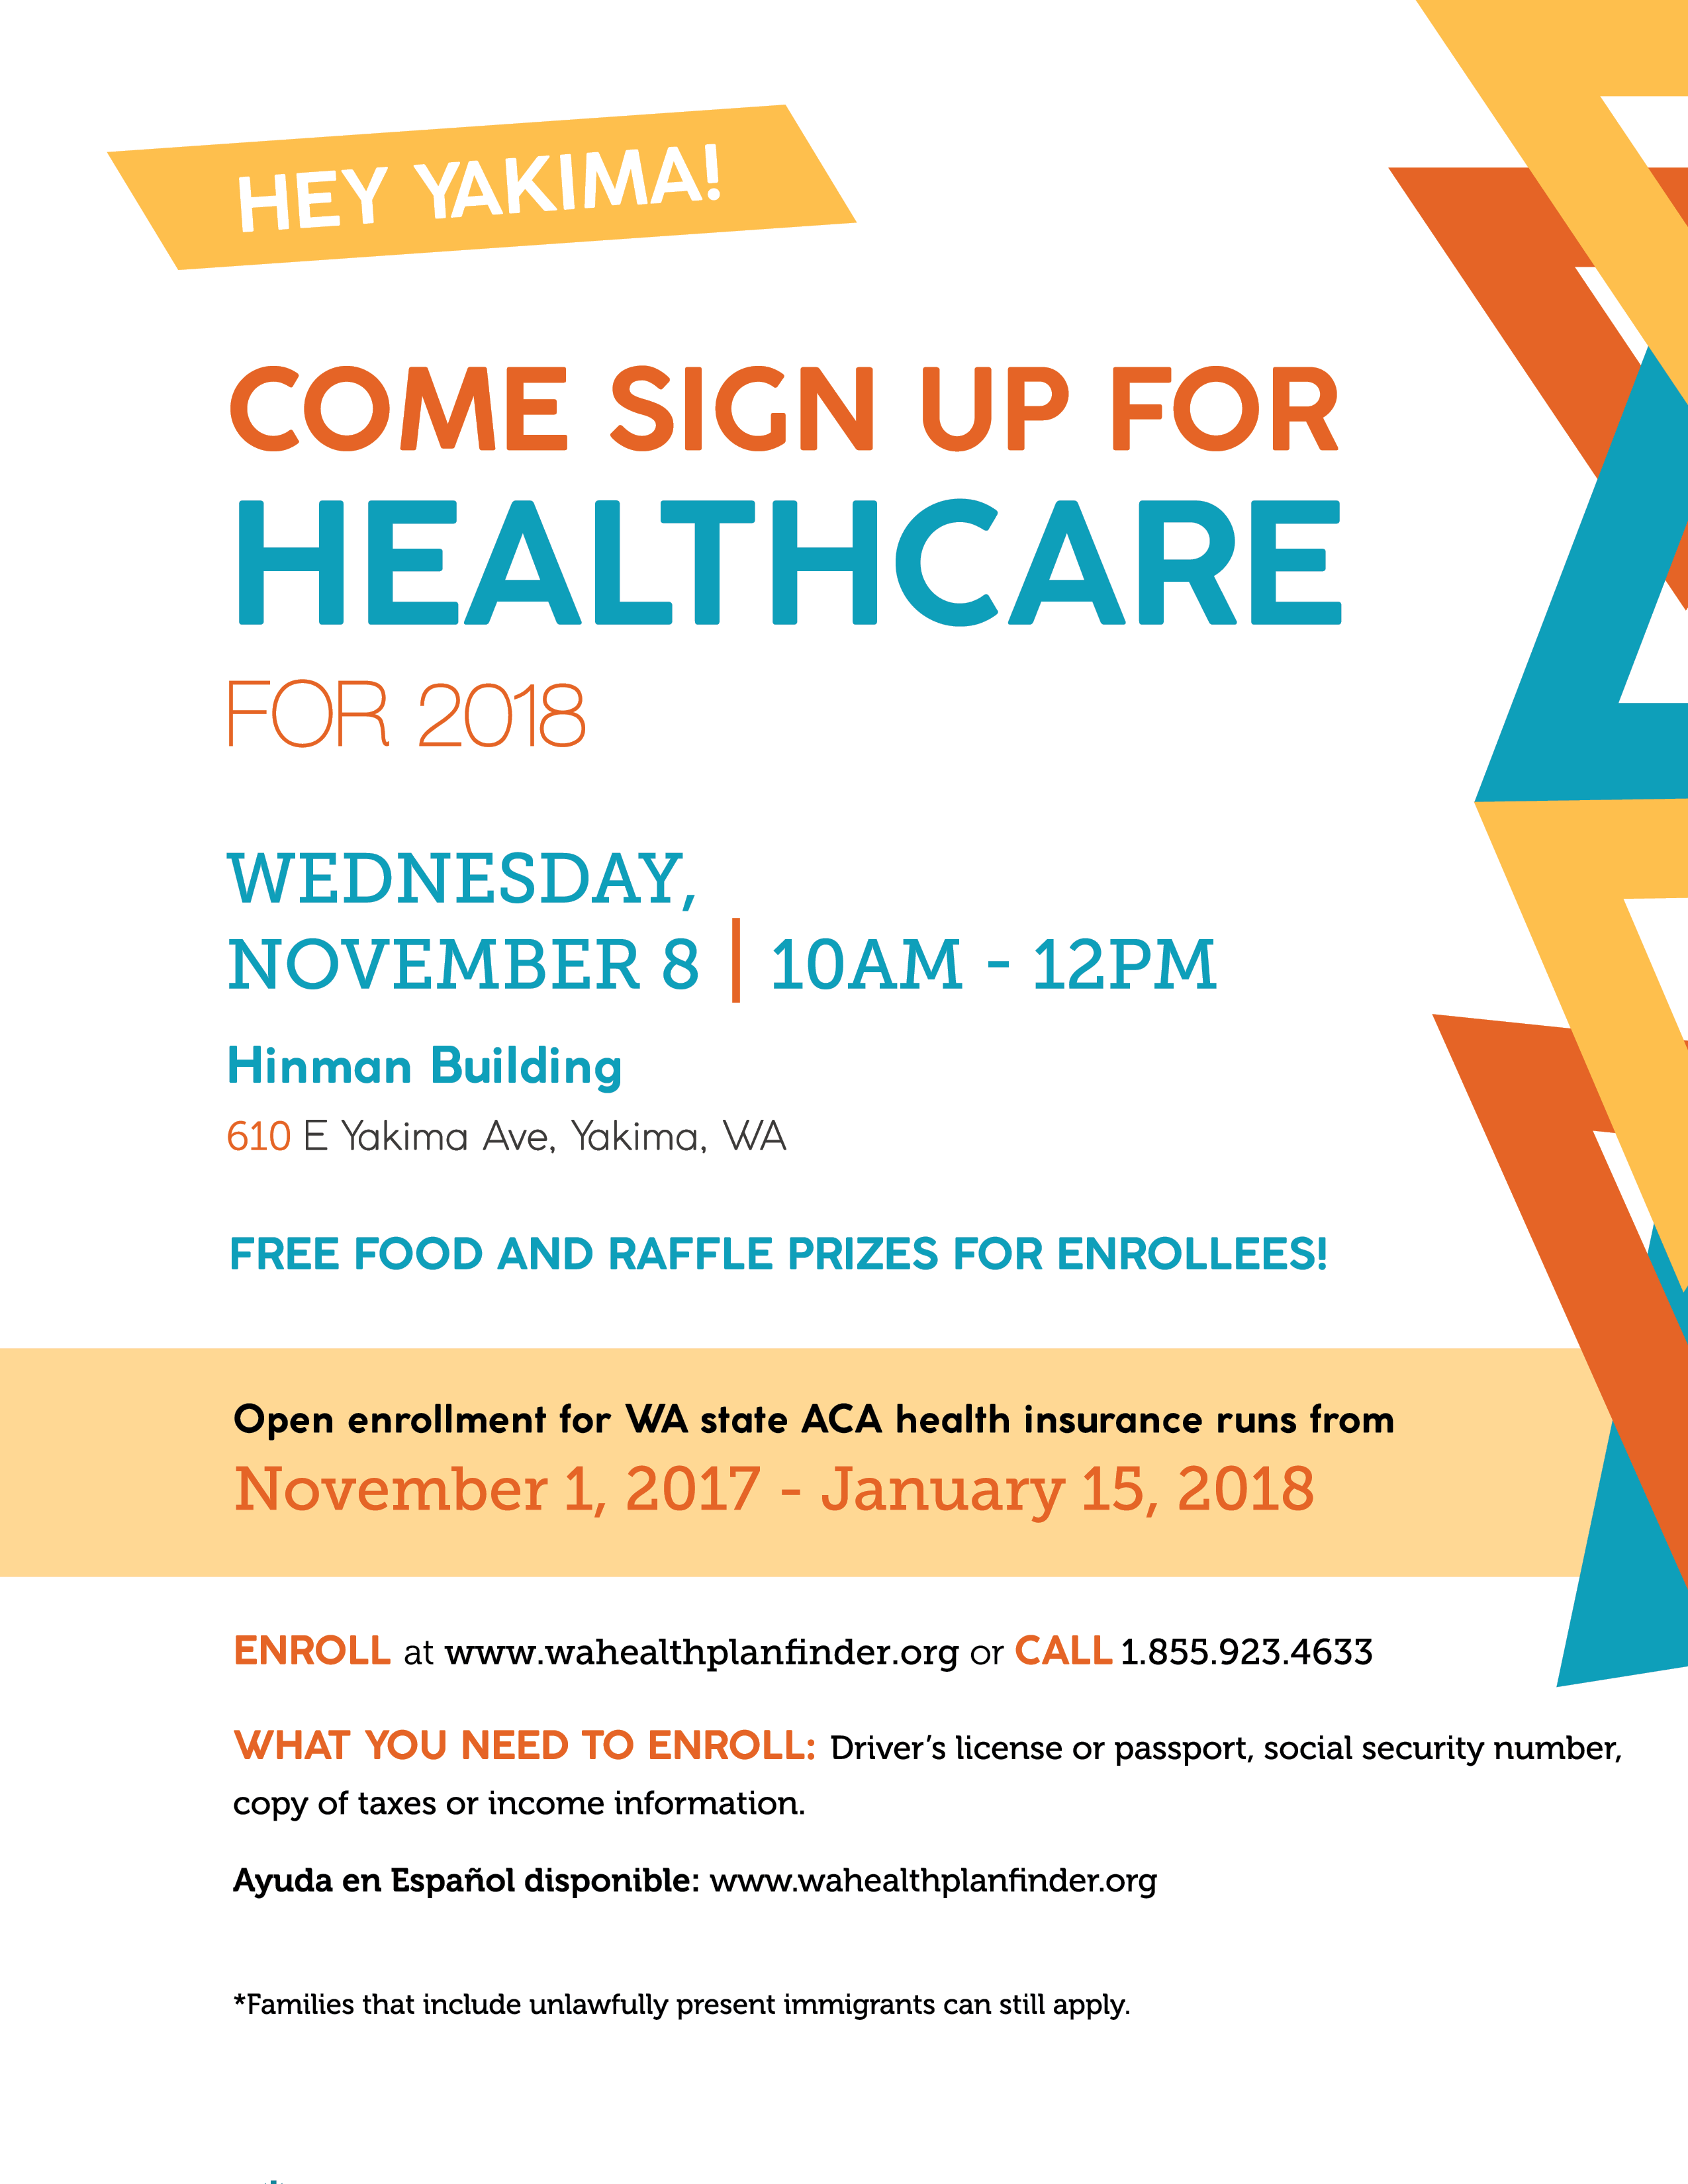 HEY YAKIMA!
COME SIGN UP FOR
HEALTHCARE
FOR 2018
WEDNESDAY,
NOVEMBER 8 | 10AM - 12PM
Hinman Building
610 E Yakima Ave, Yakima, WA
FREE FOOD AND RAFFLE PRIZES FOR ENROLLEES!
Open enrollment for WA state ACA health insurance runs from
November 1, 2017 - January 15, 2018
ENROLL at www.wahealthplanfinder.org or CALL 1.855.923.4633
WHAT YOU NEED TO ENROLL: Driver’s license or passport, social security number,
copy of taxes or income information.
Ayuda en Español disponible: www.wahealthplanfinder.org
*Families that include unlawfully present immigrants can still apply.